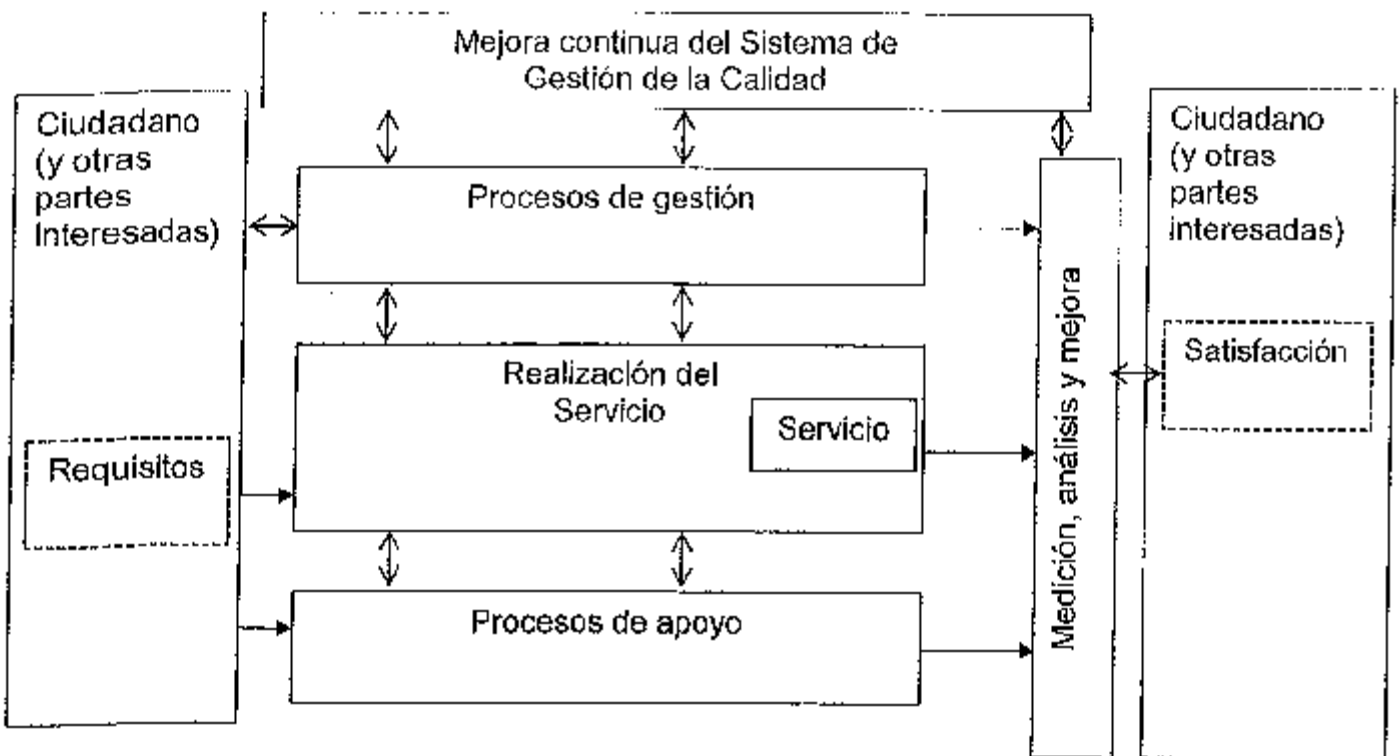 Mejora continua del Sistema de
Gestión de la Calidad
Ciudadano
(y otras
partes
interesadas)
Requisitos
Procesos de gestión
Realización del
Servicio
Servicio
Procesos de apoyo
Medición, análisis y mejora
Ciudadano
(y otras
partes
interesadas)
Satisfacción